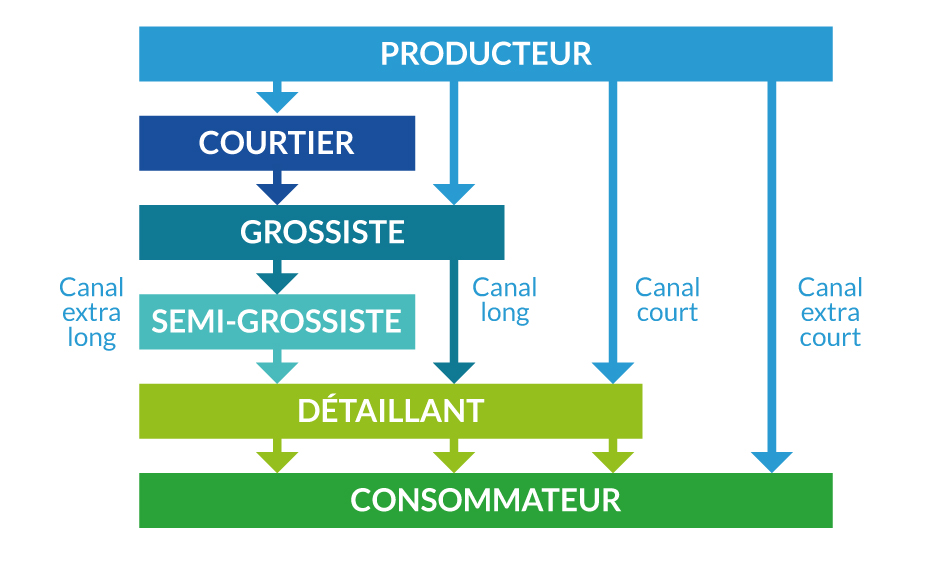 PRODUCTEUR
COURTIER
GROSSISTE
Canal
extra
long
SEMI-GROSSISTE
Canal
long
Canal
court
Canal
extra
court
DÉTAILLANT
CONSOMMATEUR